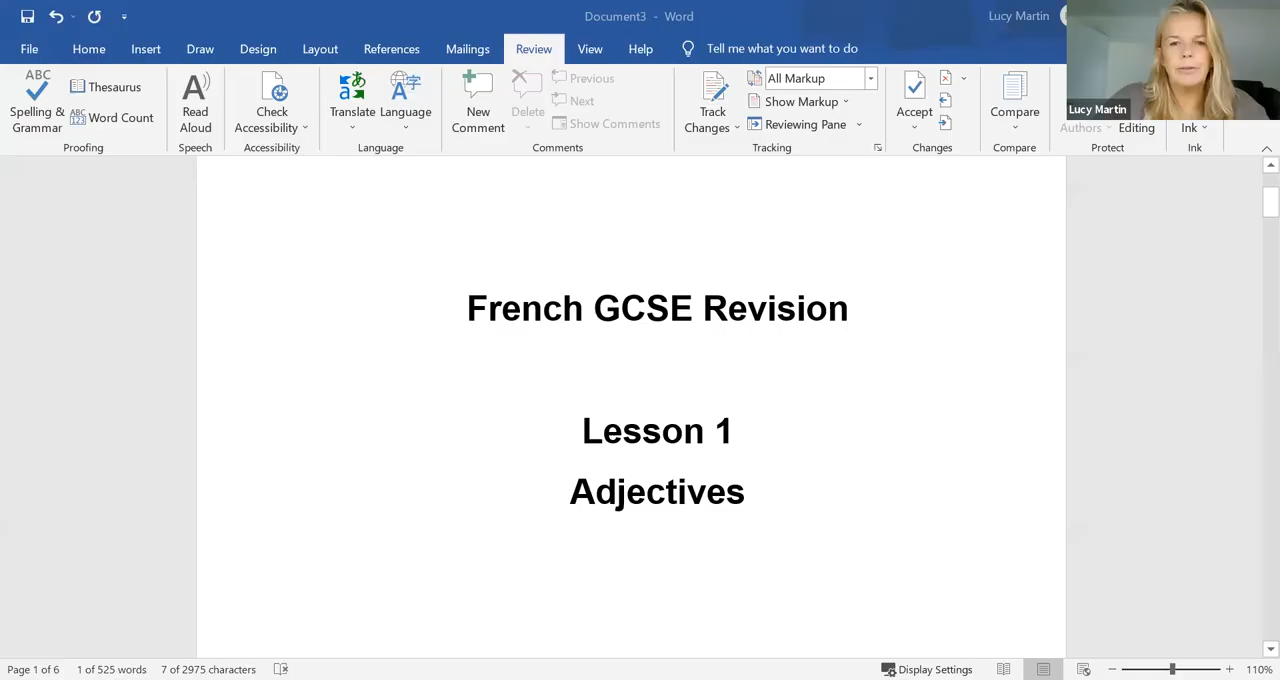 Document3 - Word
Lucy Martin
File Home Insert Draw Design Layout References Mailings Review View Help Tell me what you want to do
ABC
Spelling &
Grammar
Thesaurus
ABC
123 Word Count
Proofing
A
Read
Aloud
Speech
Check
Accessibility
Accessibility
Translate
Language
Language
New
Comment
Delete
Previous
Next
Show Comments
Comments
Track
Changes
All Markup
Show Markup
Reviewing Pane
Tracking
Accept
Changes
Compare
Compare
Authors
Editing
Protect
Ink
Ink
Lucy Martin
French GCSE Revision
Lesson 1
Adjectives
Page 1 of 6 1 of 525 words 7 of 2975 characters Display Settings 110%